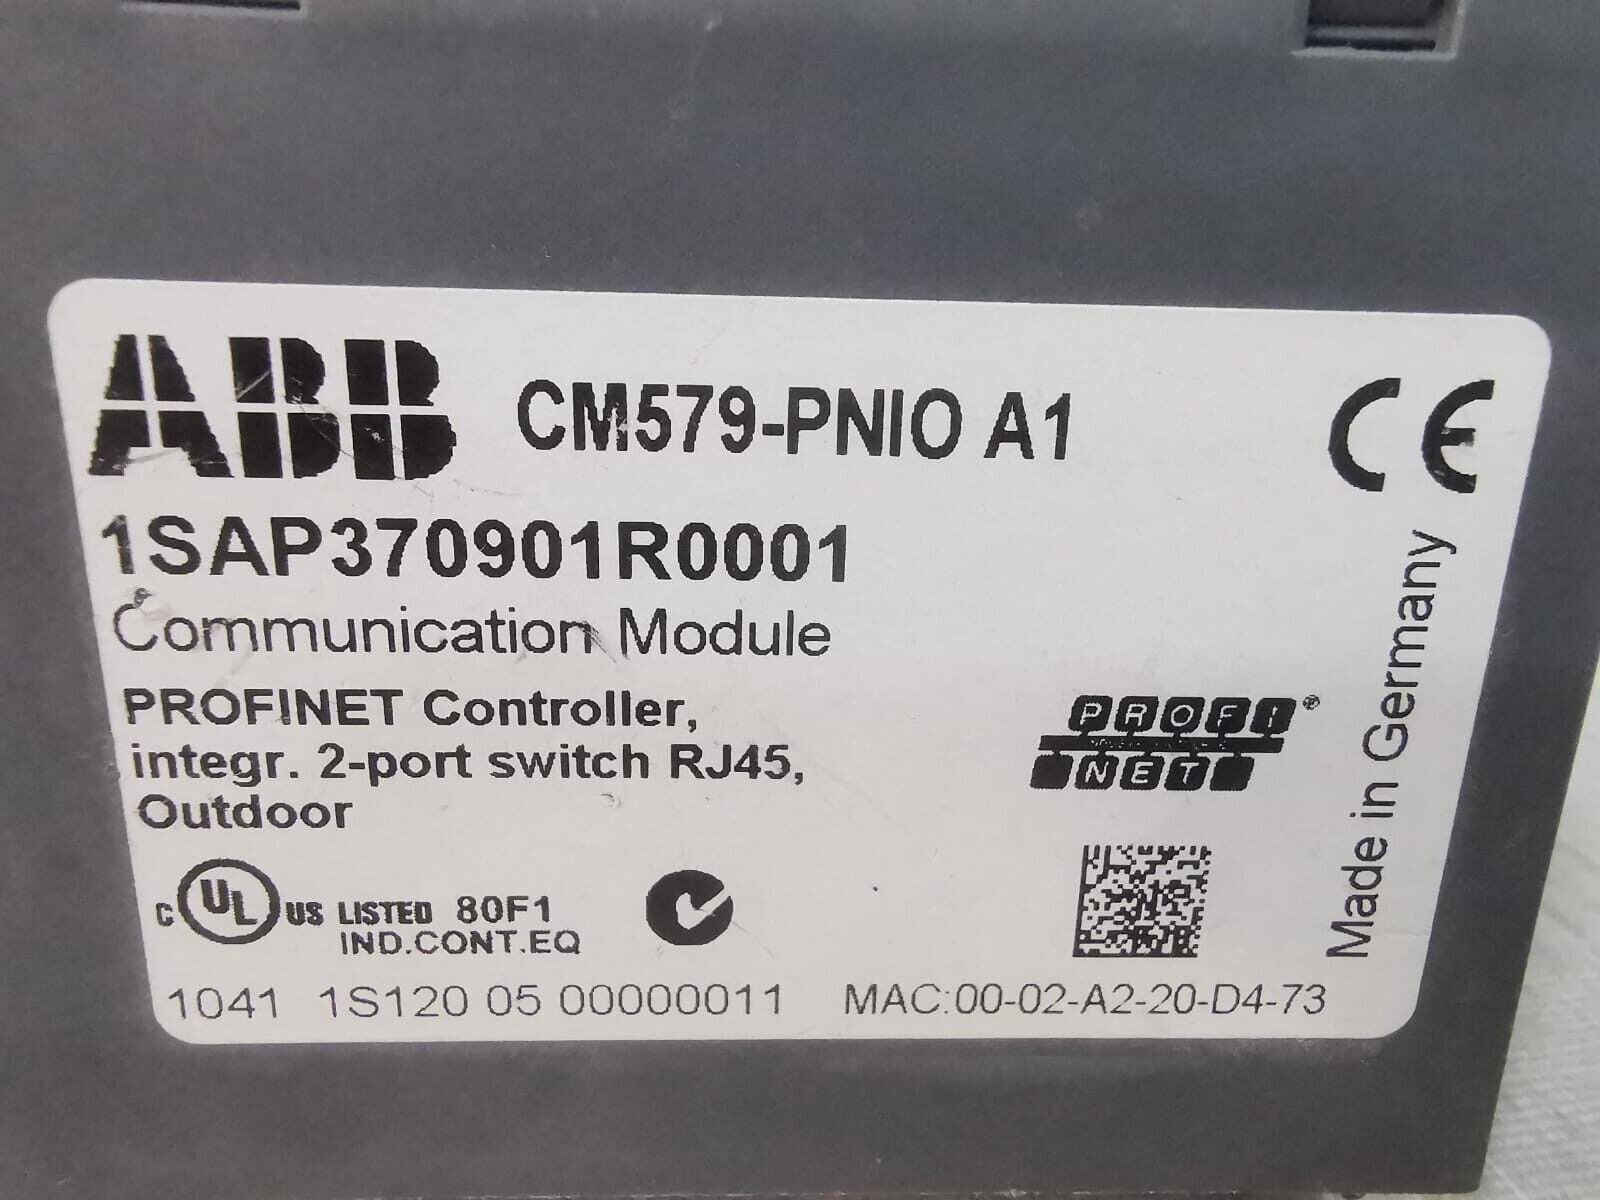 ABB CM579-PNIO A1 CE
1SAP370901R0001
Communication Module
PROFINET Controller,
integr. 2-port switch RJ45,
Outdoor
PROFI®
NET
Made in Germany
C UL US LISTED 80F1
IND.CONT.EQ
1041 1S120 05 00000011 MAC:00-02-A2-20-D4-73